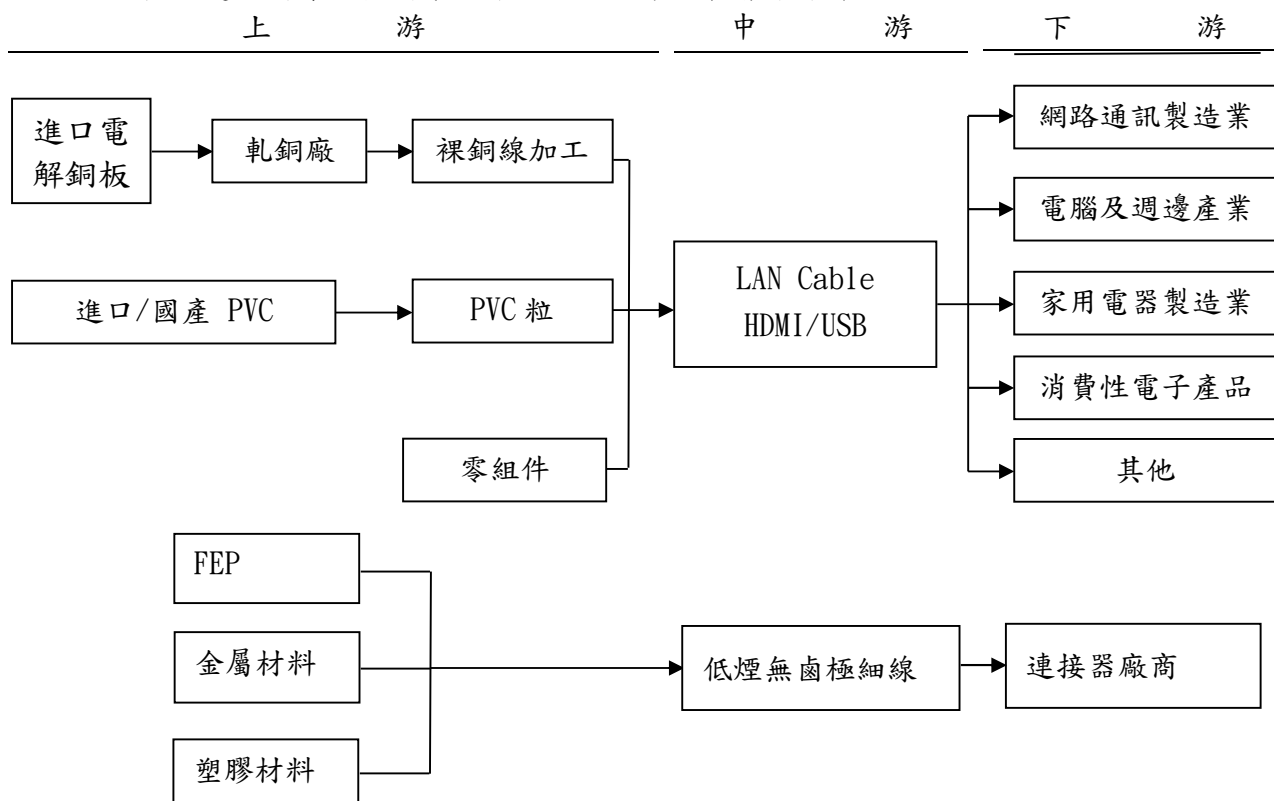 上游 中游 下游
進口電
解銅板
軋銅廠
裸銅線加工
進口/國產 PVC
PVC 粒
零組件
LAN Cable
HDMI/USB
網路通訊製造業
電腦及週邊產業
家用電器製造業
消費性電子產品
其他
FEP
金屬材料
塑膠材料
低煙無鹵極細線
連接器廠商